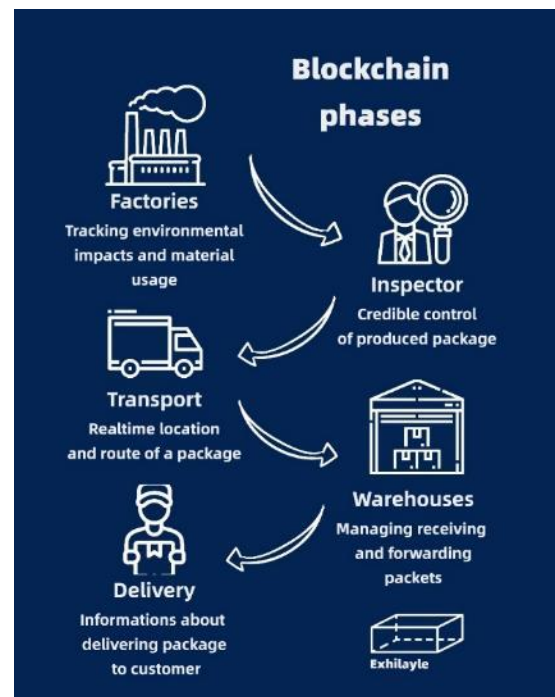 Blockchain
phases
Factories
Tracking environmental
impacts and material
usage
Inspector
Credible control
of produced package
Transport
Realtime location
and route of a package
Warehouses
Managing receiving
and forwarding
packets
Delivery
Informations about
delivering package
to customer
Exhilayle